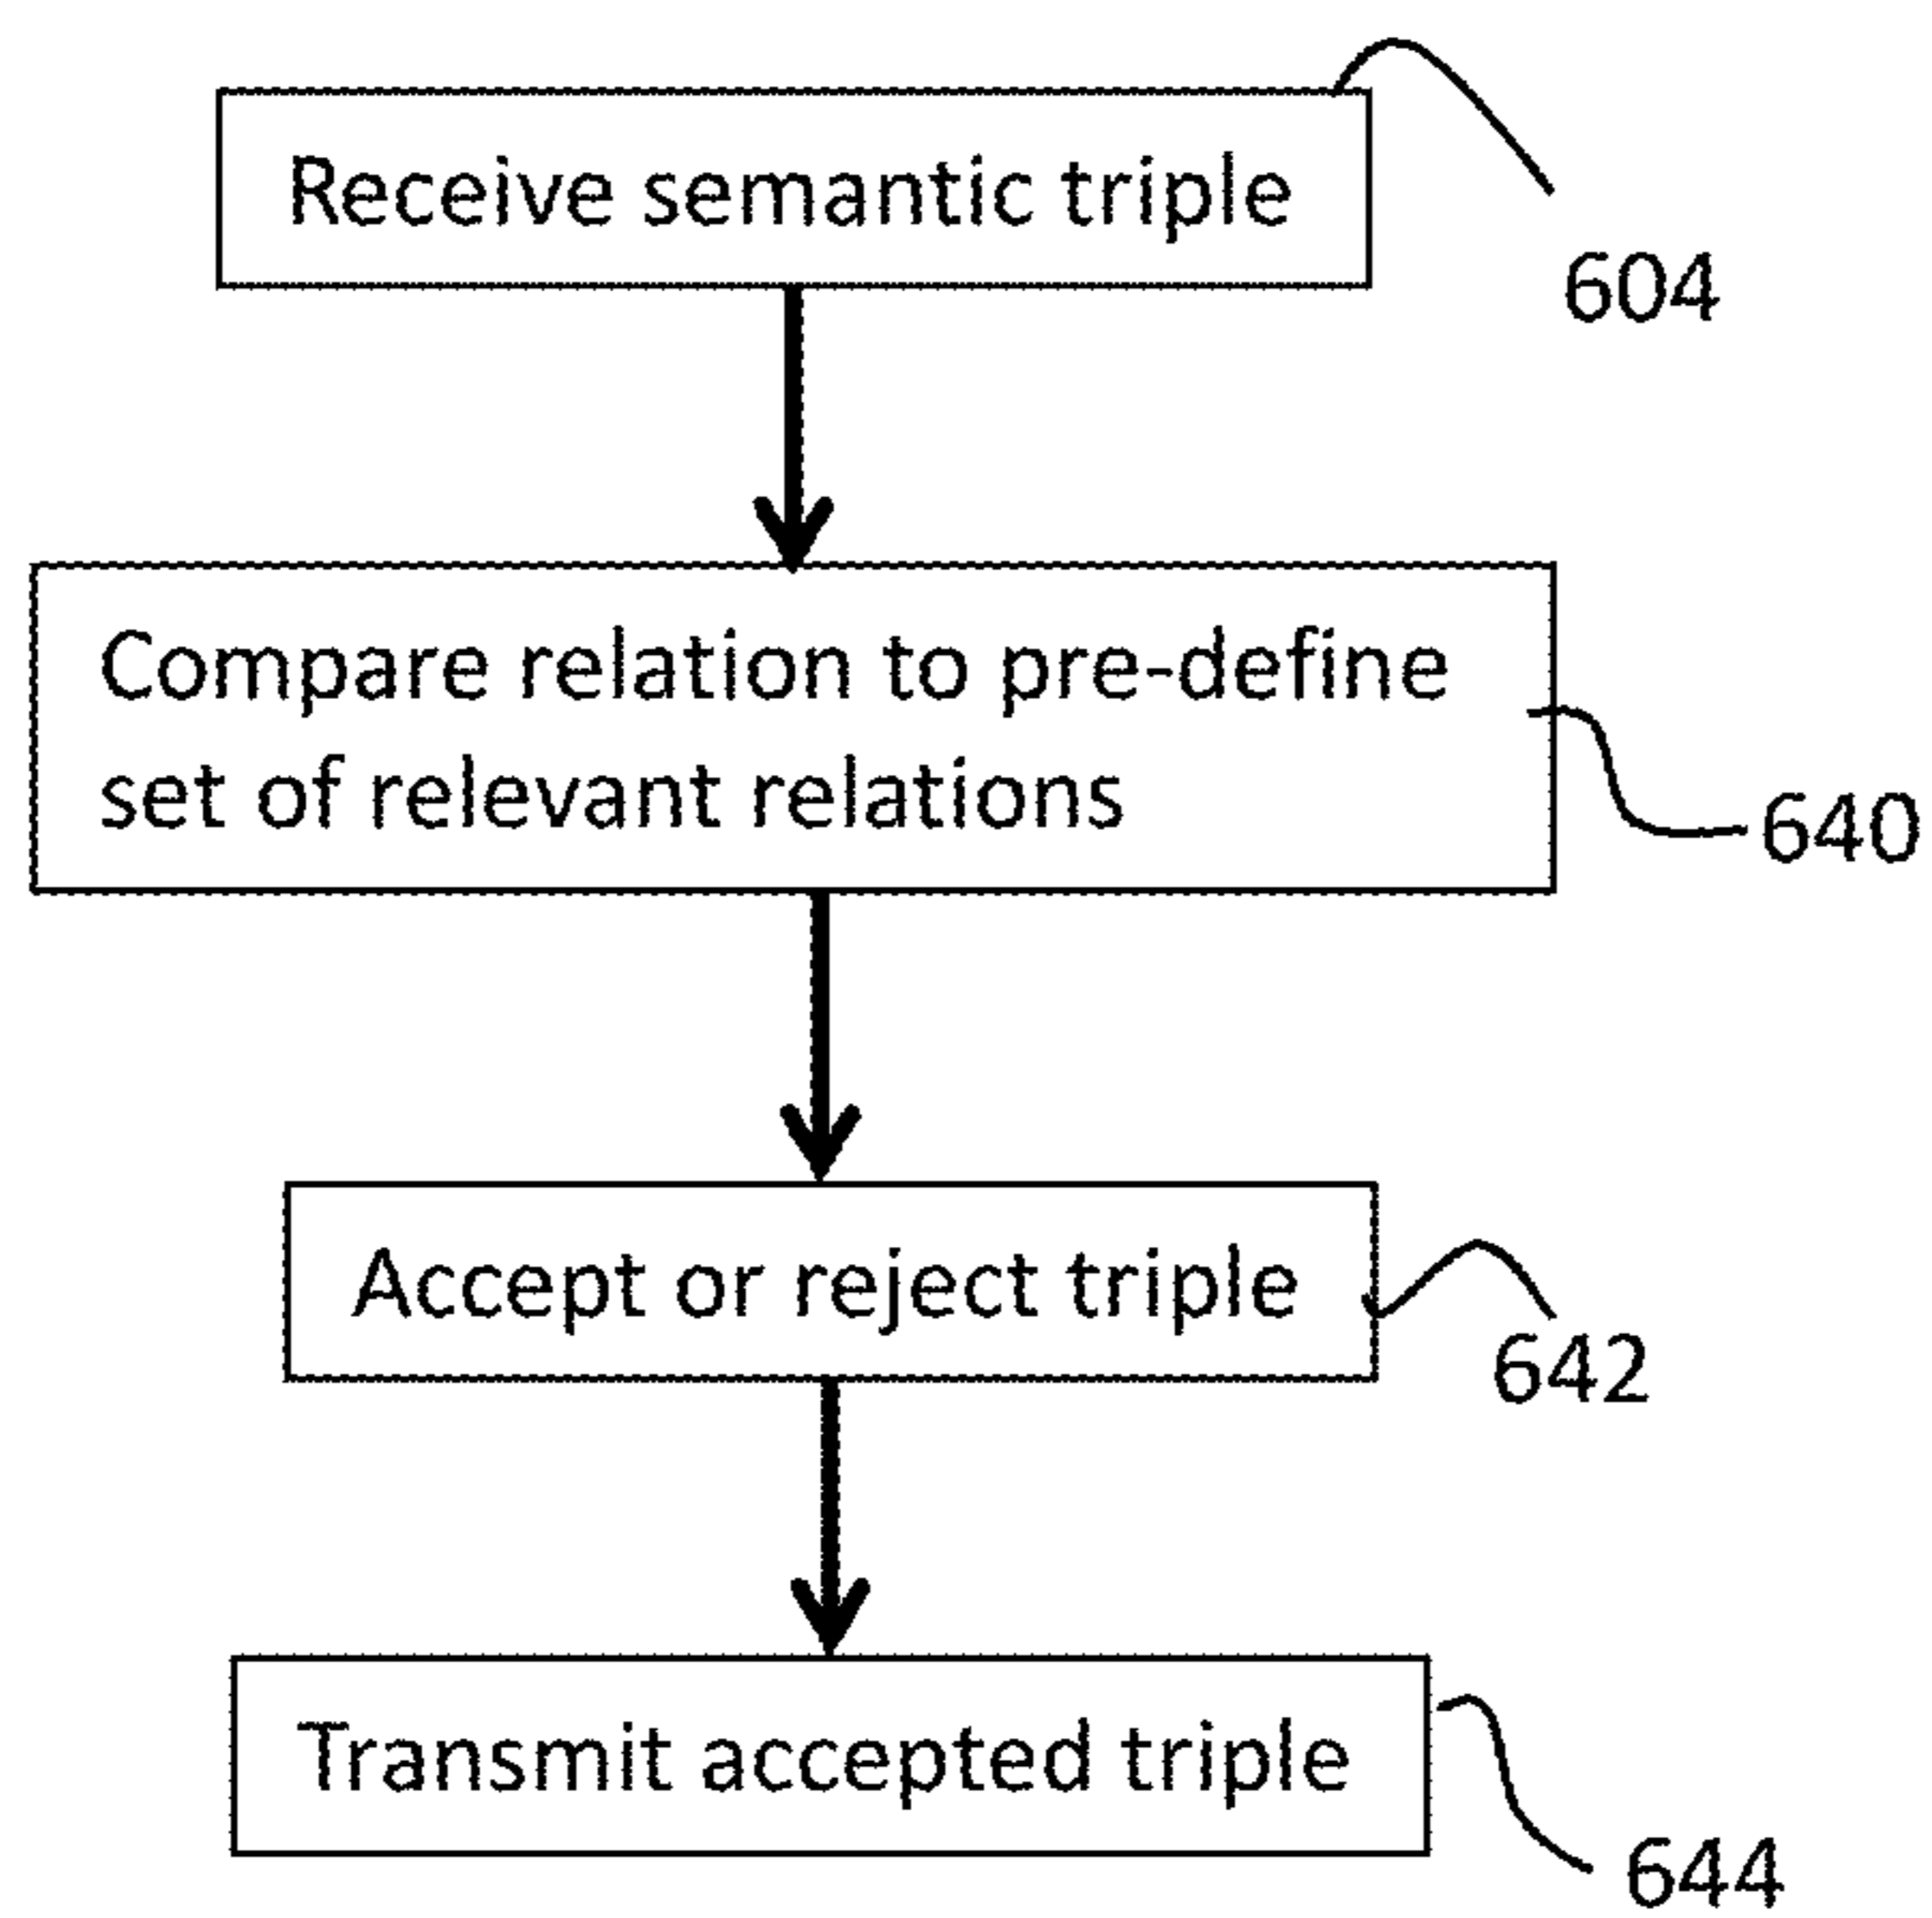 Receive semantic triple
604
Compare relation to pre-define
set of relevant relations
640
Accept or reject triple
642
Transmit accepted triple
644